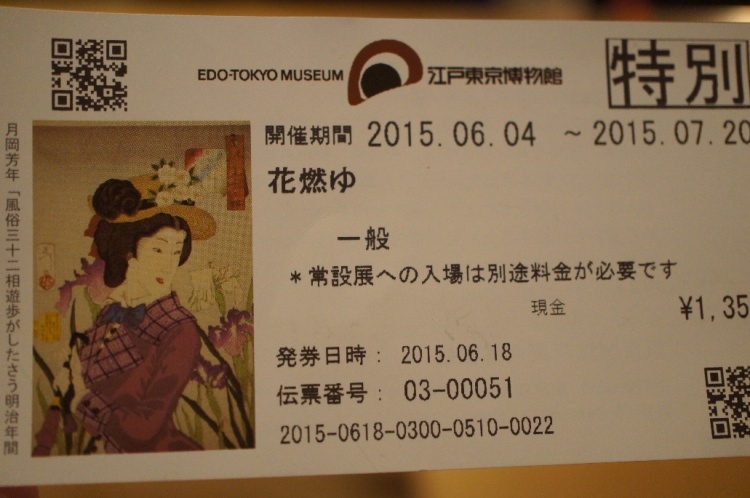 EDO-TOKYO MUSEUM 江戸東京博物館
特別
開催期間 2015.06.04 ~ 2015.07.20
花燃ゆ
一般
*常設展への入場は別途料金が必要です
現金 ¥1,35
発券日時: 2015.06.18
伝票番号: 03-00051
2015-0618-0300-0510-0022
月岡芳年「風俗三十二相遊歩がしたさう明治年間